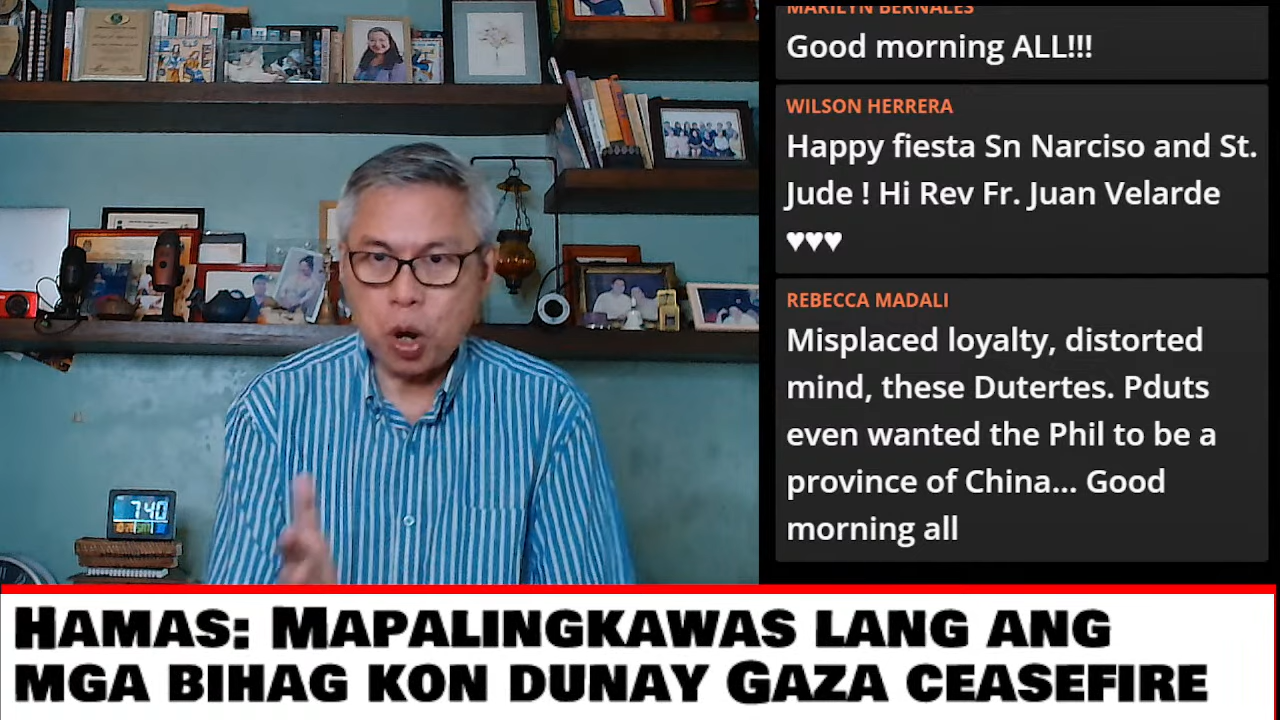 MARILYN BERNALES
Good morning ALL!!!
WILSON HERRERA
Happy fiesta Sn Narciso and St.
Jude ! Hi Rev Fr. Juan Velarde
♥♥♥
REBECCA MADALI
Misplaced loyalty, distorted
mind, these Dutertes. Pduts
even wanted the Phil to be a
province of China... Good
morning all
7:40
HAMAS: MAPALINGKAWAS LANG ANG
MGA BIHAG KON DUNAY GAZA CEASEFIRE